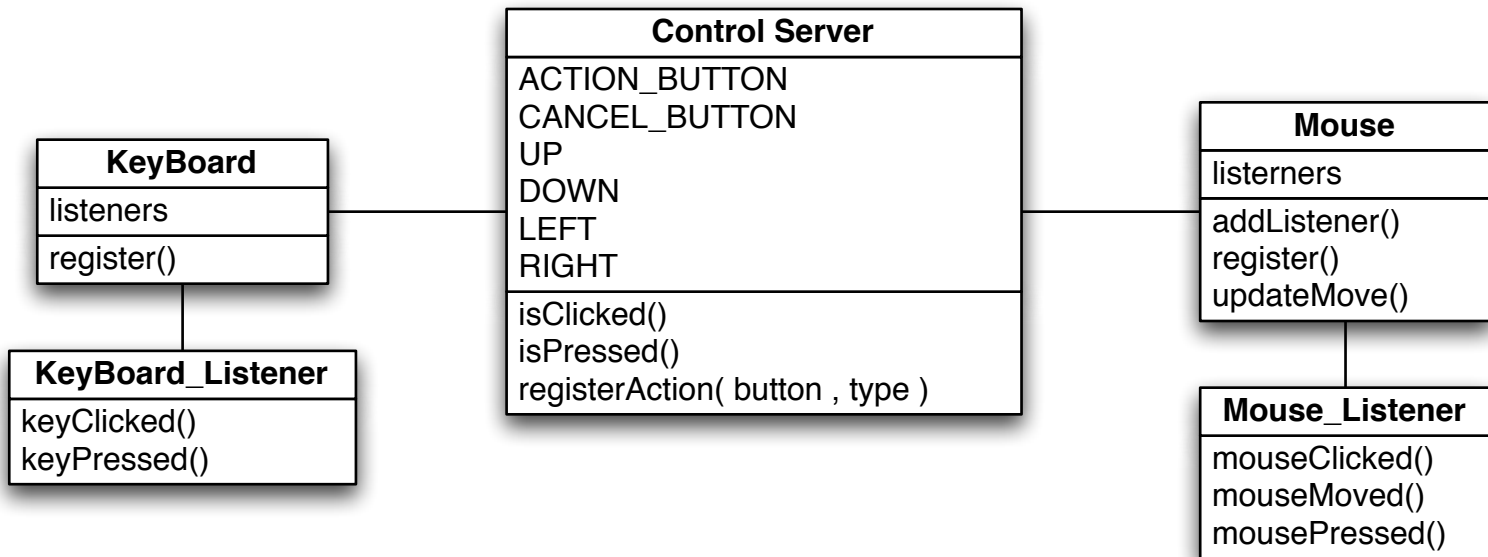 Control Server
ACTION_BUTTON
CANCEL_BUTTON
UP
DOWN
LEFT
RIGHT
isClicked()
isPressed()
registerAction( button , type )
KeyBoard
listeners
register()
KeyBoard_Listener
keyClicked()
keyPressed()
Mouse
listerners
addListener()
register()
updateMove()
Mouse_Listener
mouseClicked()
mouseMoved()
mousePressed()